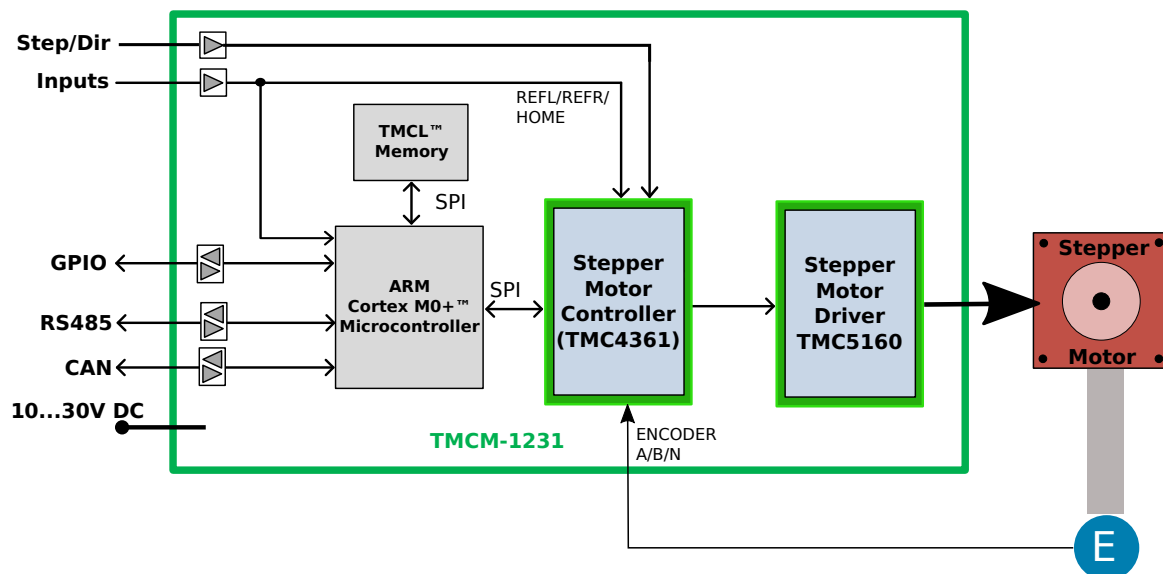 Step/Dir
Inputs
REFL/REFR/
HOME
TMCL™
Memory
SPI
GPIO
RS485
CAN
10...30V DC
ARM
Cortex M0+™
Microcontroller
SPI
Stepper
Motor
Controller
(TMC4361)
Stepper
Motor
Driver
TMC5160
Stepper
Motor
TMCM-1231
ENCODER
A/B/N
E